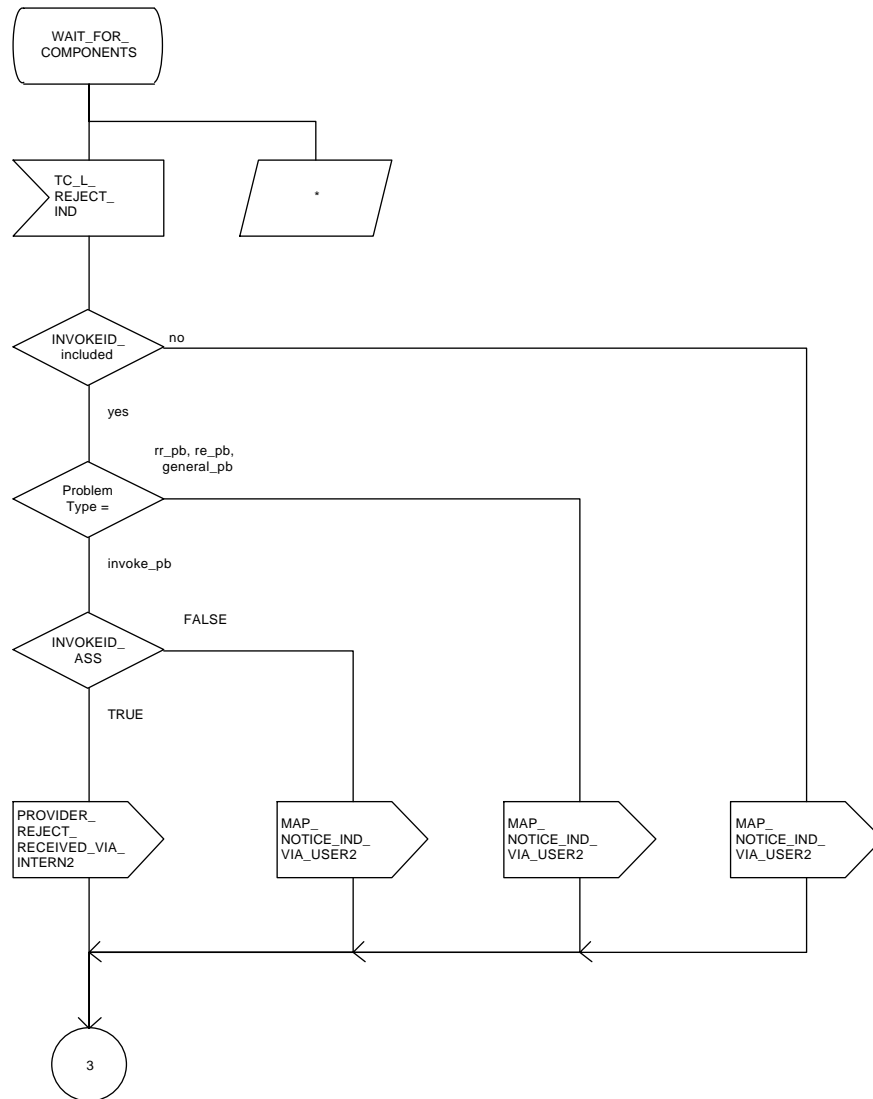 WAIT_FOR_
COMPONENTS
TC_L_
REJECT_
IND
*
INVOKEID_
included
no
yes
rr_pb, re_pb,
general_pb
Problem
Type =
invoke_pb
FALSE
INVOKEID_
ASS
TRUE
PROVIDER_
REJECT_
RECEIVED_VIA_
INTERN2
MAP_
NOTICE_IND_
VIA_USER2
MAP_
NOTICE_IND_
VIA_USER2
MAP_
NOTICE_IND_
VIA_USER2
3